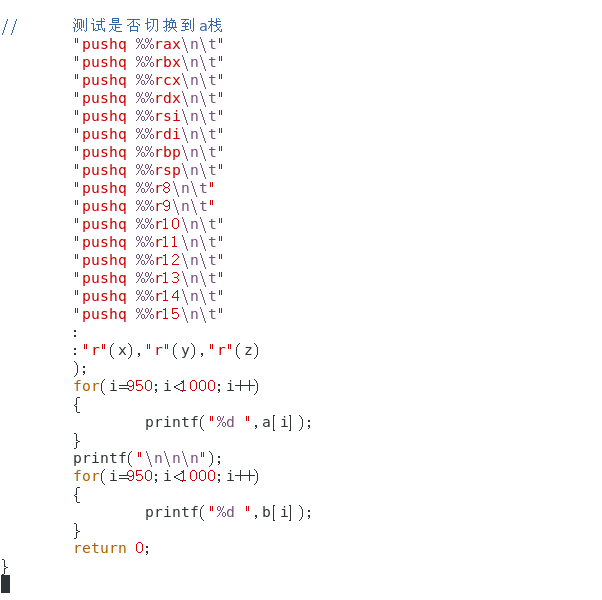 //      测试是否切换到a栈
        "pushq %%rax\n\t"
        "pushq %%rbx\n\t"
        "pushq %%rcx\n\t"
        "pushq %%rdx\n\t"
        "pushq %%rsi\n\t"
        "pushq %%rdi\n\t"
        "pushq %%rbp\n\t"
        "pushq %%rsp\n\t"
        "pushq %%r8\n\t"
        "pushq %%r9\n\t"
        "pushq %%r10\n\t"
        "pushq %%r11\n\t"
        "pushq %%r12\n\t"
        "pushq %%r13\n\t"
        "pushq %%r14\n\t"
        "pushq %%r15\n\t"
        :
        :"r"(x),"r"(y),"r"(z)
        );
        for(i=950;i<1000;i++)
        {
                printf("%d ",a[i]);
        }
        printf("\n\n\n");
        for(i=950;i<1000;i++)
        {
                printf("%d ",b[i]);
        }
        return 0;
}